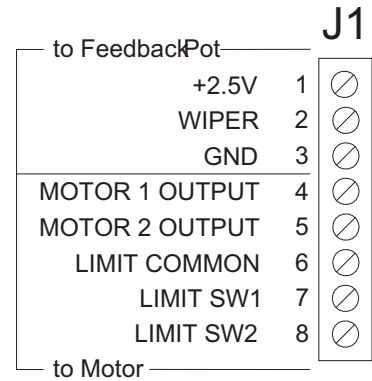 J1
to FeedbackPot
+2.5V 1
WIPER 2
GND 3
MOTOR 1 OUTPUT 4
MOTOR 2 OUTPUT 5
LIMIT COMMON 6
LIMIT SW1 7
LIMIT SW2 8
to Motor